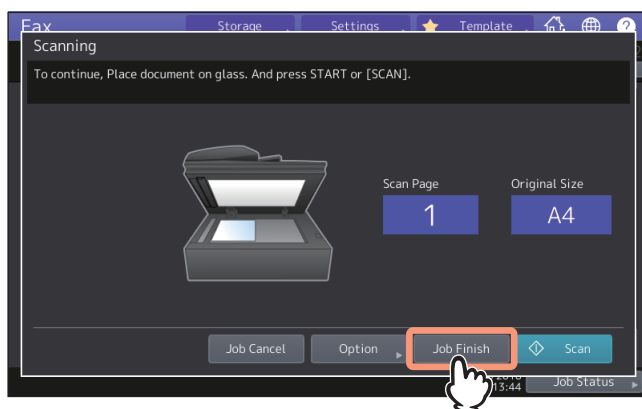 Fax Storage Settings Template
Scanning
To continue, Place document on glass. And press START or [SCAN].
Scan Page Original Size
1 A4
Job Cancel Option Job Finish Scan
13:44 Job Status